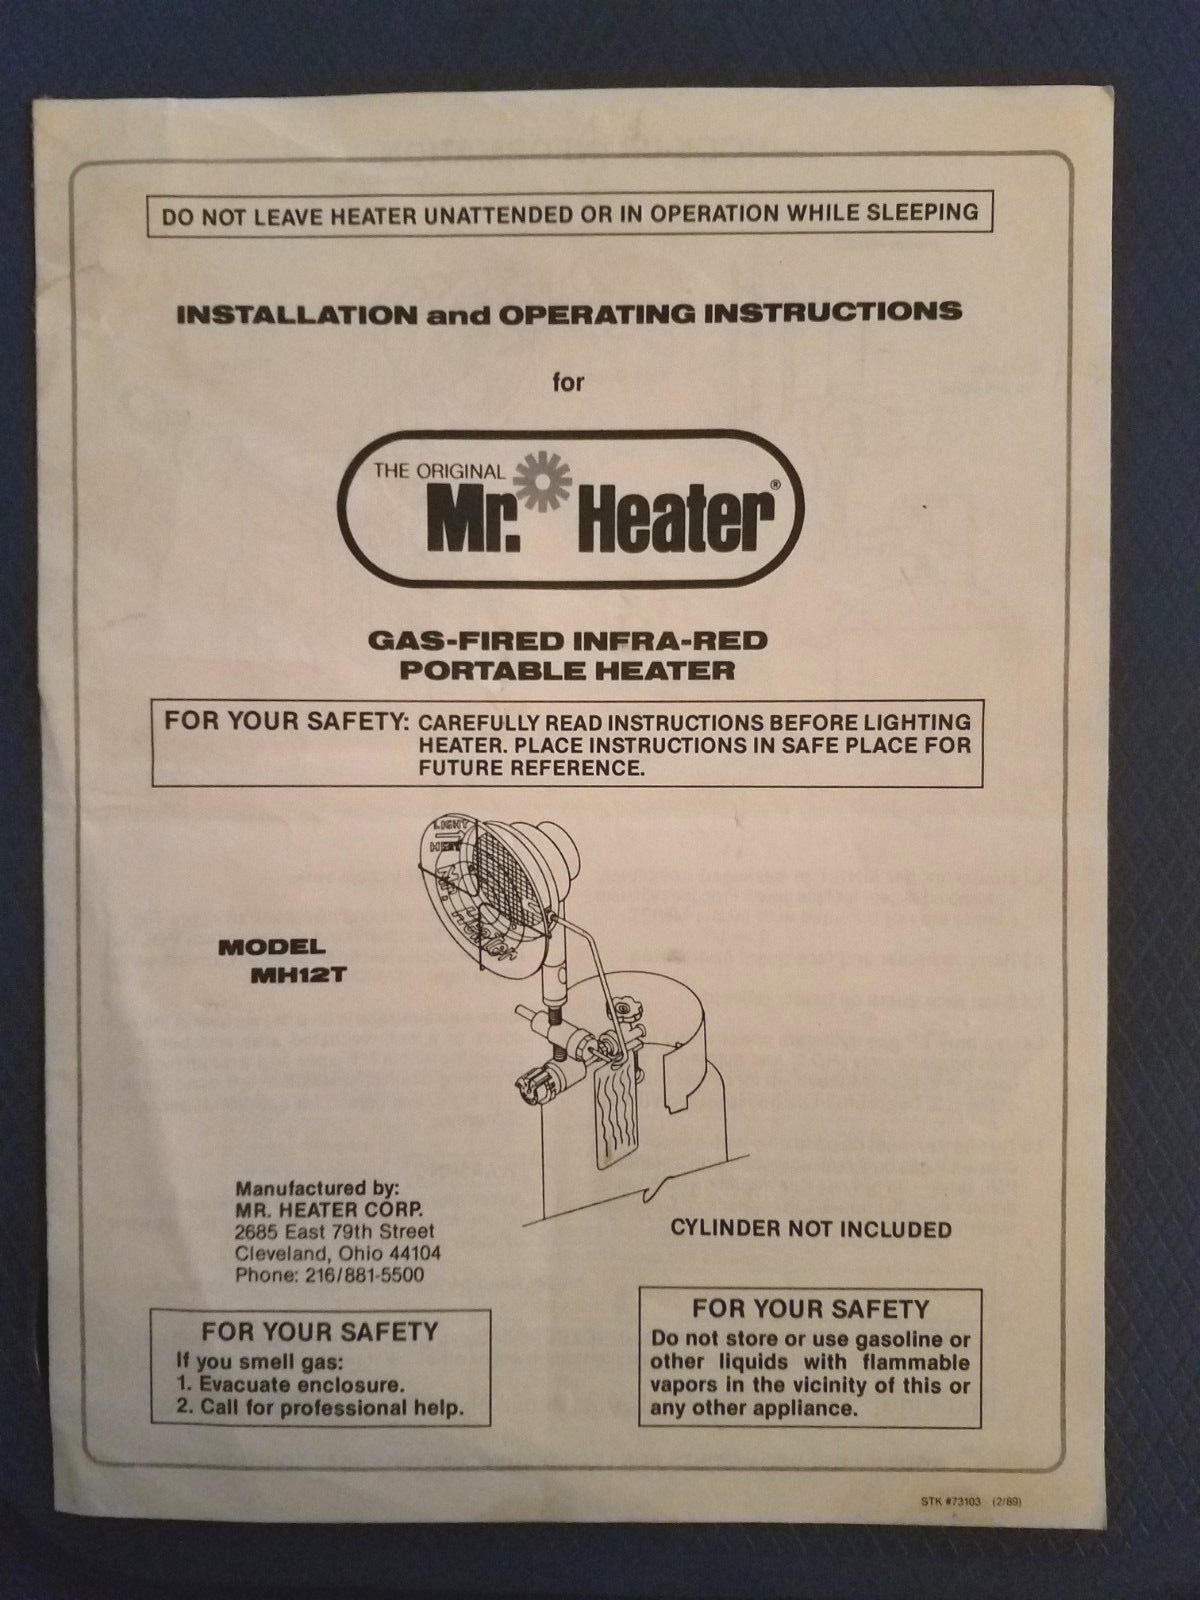 DO NOT LEAVE HEATER UNATTENDED OR IN OPERATION WHILE SLEEPING
INSTALLATION and OPERATING INSTRUCTIONS
for
THE ORIGINAL
Mr. Heater®
GAS-FIRED INFRA-RED
PORTABLE HEATER
FOR YOUR SAFETY: CAREFULLY READ INSTRUCTIONS BEFORE LIGHTING
HEATER. PLACE INSTRUCTIONS IN SAFE PLACE FOR
FUTURE REFERENCE.
LIGHT
HERE
Mr. Heater
MODEL
MH12T
Manufactured by:
MR. HEATER CORP.
2685 East 79th Street
Cleveland, Ohio 44104
Phone: 216/881-5500
CYLINDER NOT INCLUDED
FOR YOUR SAFETY
If you smell gas:
1. Evacuate enclosure.
2. Call for professional help.
FOR YOUR SAFETY
Do not store or use gasoline or
other liquids with flammable
vapors in the vicinity of this or
any other appliance.
STK #73103 (2/89)